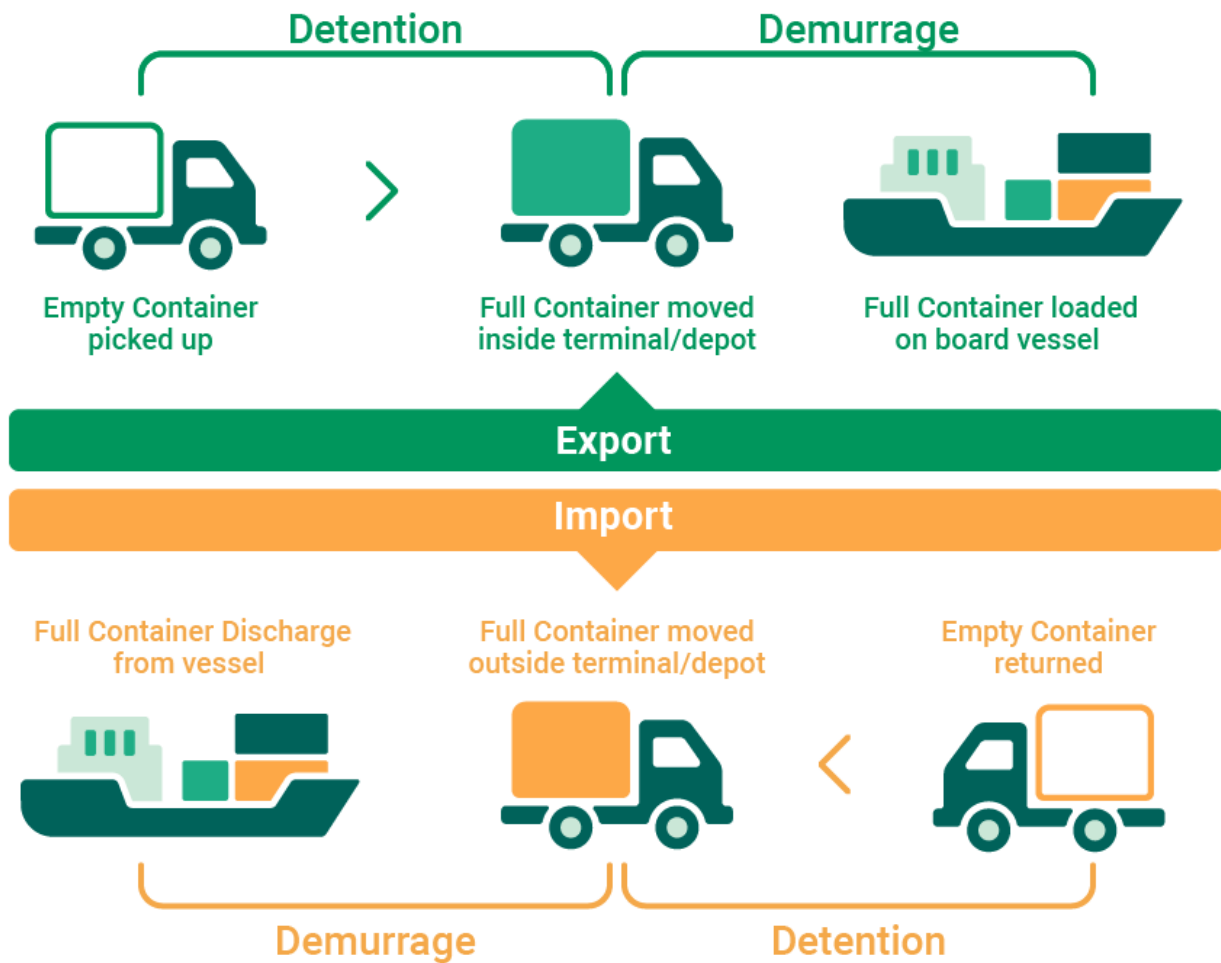 Detention
Demurrage
Empty Container
picked up
Full Container moved
inside terminal/depot
Full Container loaded
on board vessel
Export
Import
Full Container Discharge
from vessel
Full Container moved
outside terminal/depot
Empty Container
returned
Demurrage
Detention